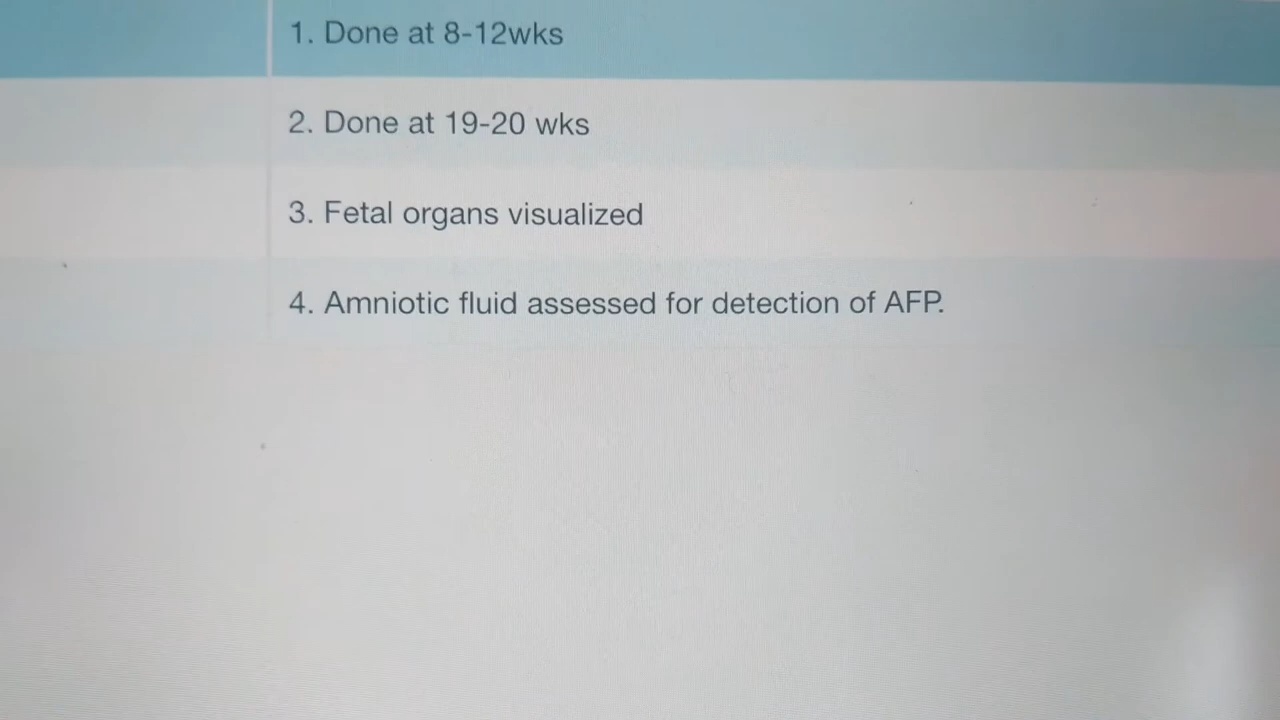 1. Done at 8-12wks
2. Done at 19-20 wks
3. Fetal organs visualized
4. Amniotic fluid assessed for detection of AFP.